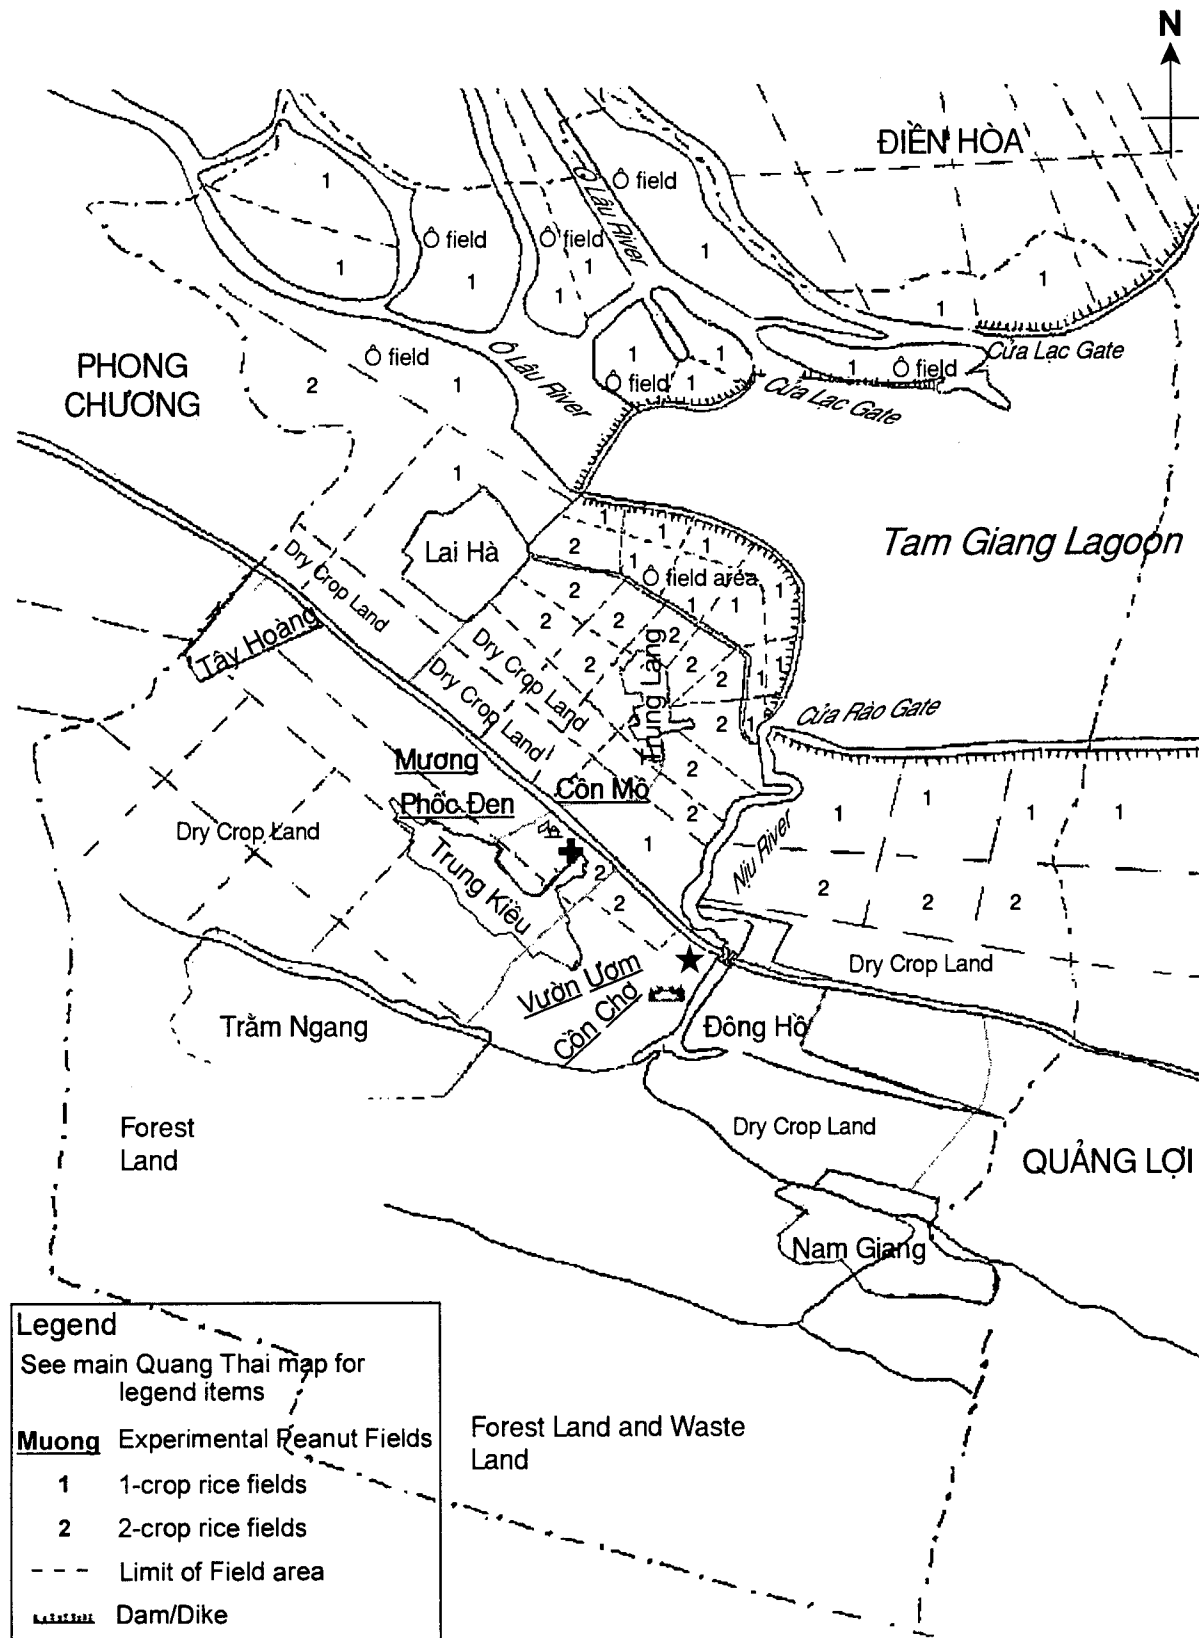 N
ĐIỀN HÒA
1
Ô field
Ô Lâu River
Ô field
Ô field
1
1
1
1
1
1
1
PHONG
CHƯƠNG
Ô field
2
1
Ô Lâu River
1
1
Ô field
1
1
Ô field
Cửa Lạc Gate
Cửa Lạc Gate
1
Lai Hà
Tam Giang Lagoon
1
1
1
2
1
Ô field area
1
1
1
2
2
2
2
2
2
2
1
1
1
2
2
2
1
Dry Crop Land
Dry Crop Land
Dry Crop Land
Trung Làng
Tây Hoàng
Cửa Rào Gate
Mương
Phốc Đen
Cồn Mồ
Dry Crop Land
Trung Kiều
2
2
Nịu River
1
1
1
1
2
2
2
Dry Crop Land
Vườn Ươm
Cồn Chợ
Trằm Ngang
Đông Hồ
Forest
Land
Dry Crop Land
QUẢNG LỢI
Nam Giang
Legend
See main Quang Thai map for
legend items
Muong Experimental Peanut Fields
1 1-crop rice fields
2 2-crop rice fields
Limit of Field area
Dam/Dike
Forest Land and Waste
Land